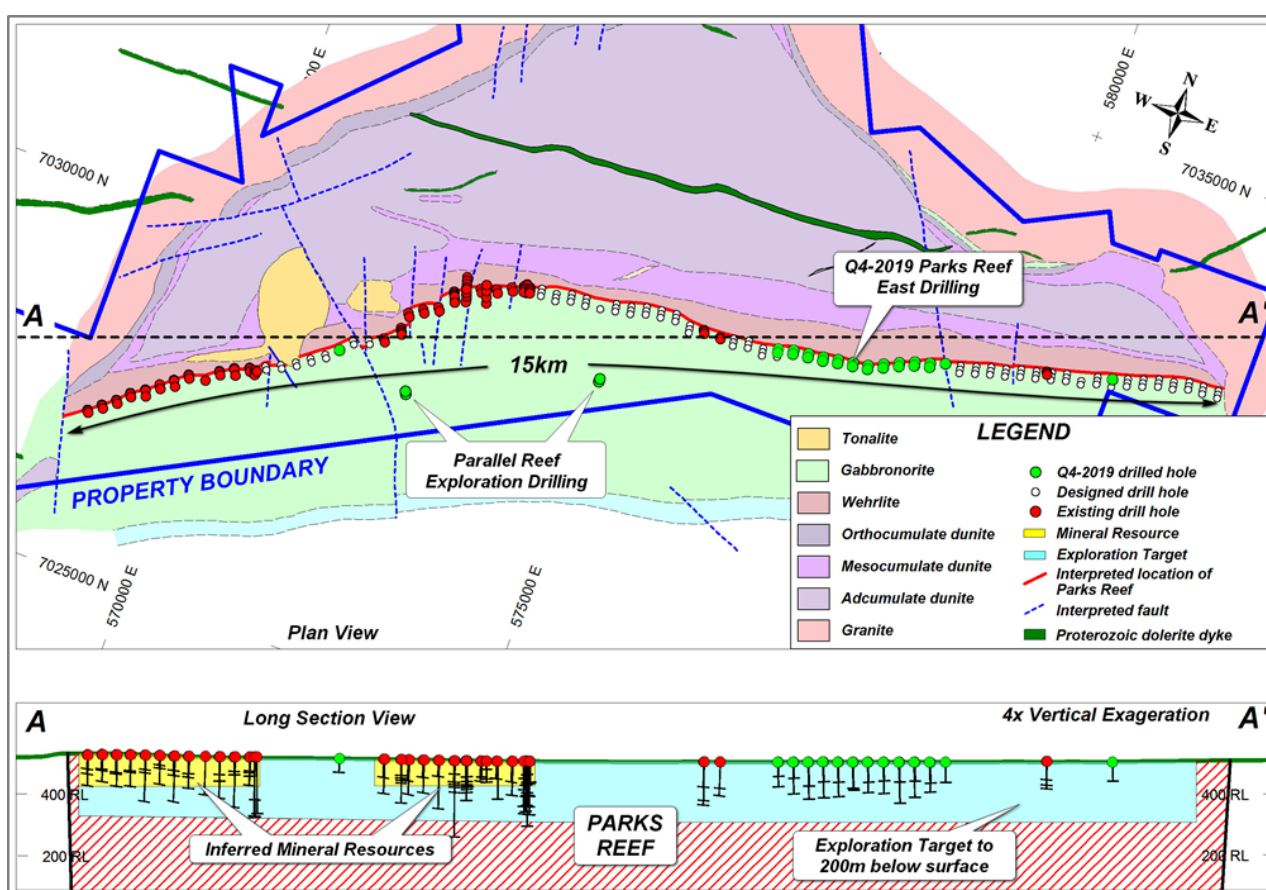 580000 E
N
W
E
S
7030000 N
00 E
7035000 N
Q4-2019 Parks Reef
East Drilling
A
A'
15km
Parallel Reef
Exploration Drilling
PROPERTY BOUNDARY
LEGEND
Tonalite
Gabbronorite
Wehrlite
Orthocumulate dunite
Mesocumulate dunite
Adcumulate dunite
Granite
Q4-2019 drilled hole
Designed drill hole
Existing drill hole
Mineral Resource
Exploration Target
Interpreted location of
Parks Reef
Interpreted fault
Proterozoic dolerite dyke
7025000 N
570000 E
575000 E
Plan View
A
Long Section View
4x Vertical Exageration
A'
400 RL
400 RL
Inferred Mineral Resources
PARKS
REEF
Exploration Target to
200m below surface
200 RL
200 RL